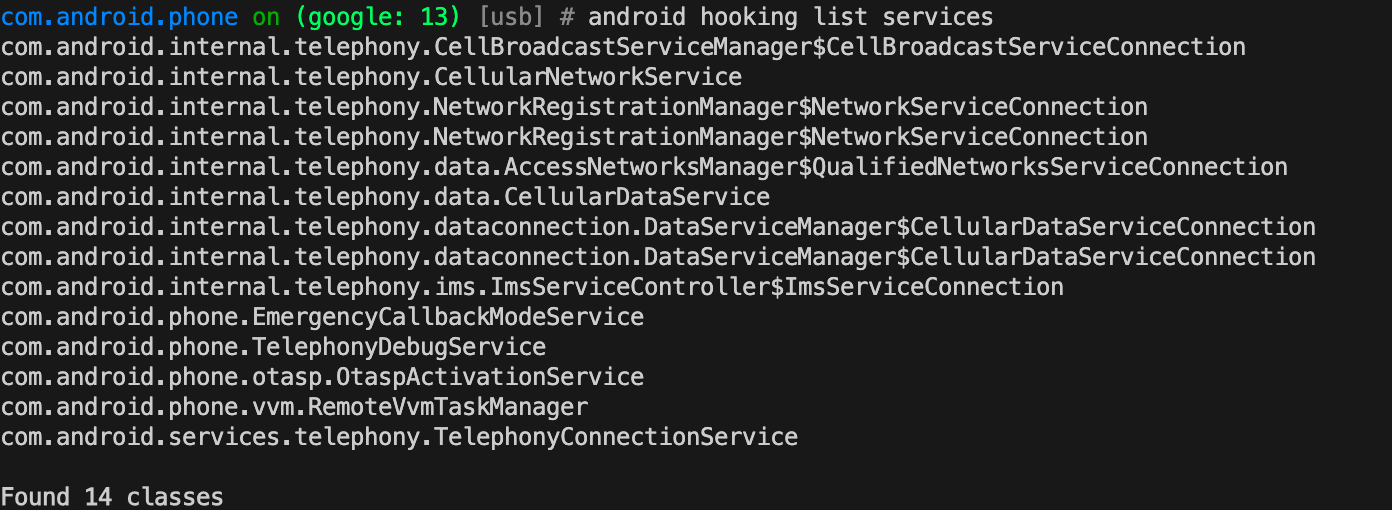 com.android.phone on (google: 13) [usb] # android hooking list services
com.android.internal.telephony.CellBroadcastServiceManager$CellBroadcastServiceConnection
com.android.internal.telephony.CellularNetworkService
com.android.internal.telephony.NetworkRegistrationManager$NetworkServiceConnection
com.android.internal.telephony.NetworkRegistrationManager$NetworkServiceConnection
com.android.internal.telephony.data.AccessNetworksManager$QualifiedNetworksServiceConnection
com.android.internal.telephony.data.CellularDataService
com.android.internal.telephony.dataconnection.DataServiceManager$CellularDataServiceConnection
com.android.internal.telephony.dataconnection.DataServiceManager$CellularDataServiceConnection
com.android.internal.telephony.ims.ImsServiceController$ImsServiceConnection
com.android.phone.EmergencyCallbackModeService
com.android.phone.TelephonyDebugService
com.android.phone.otasp.OtaspActivationService
com.android.phone.vvm.RemoteVvmTaskManager
com.android.services.telephony.TelephonyConnectionService
Found 14 classes